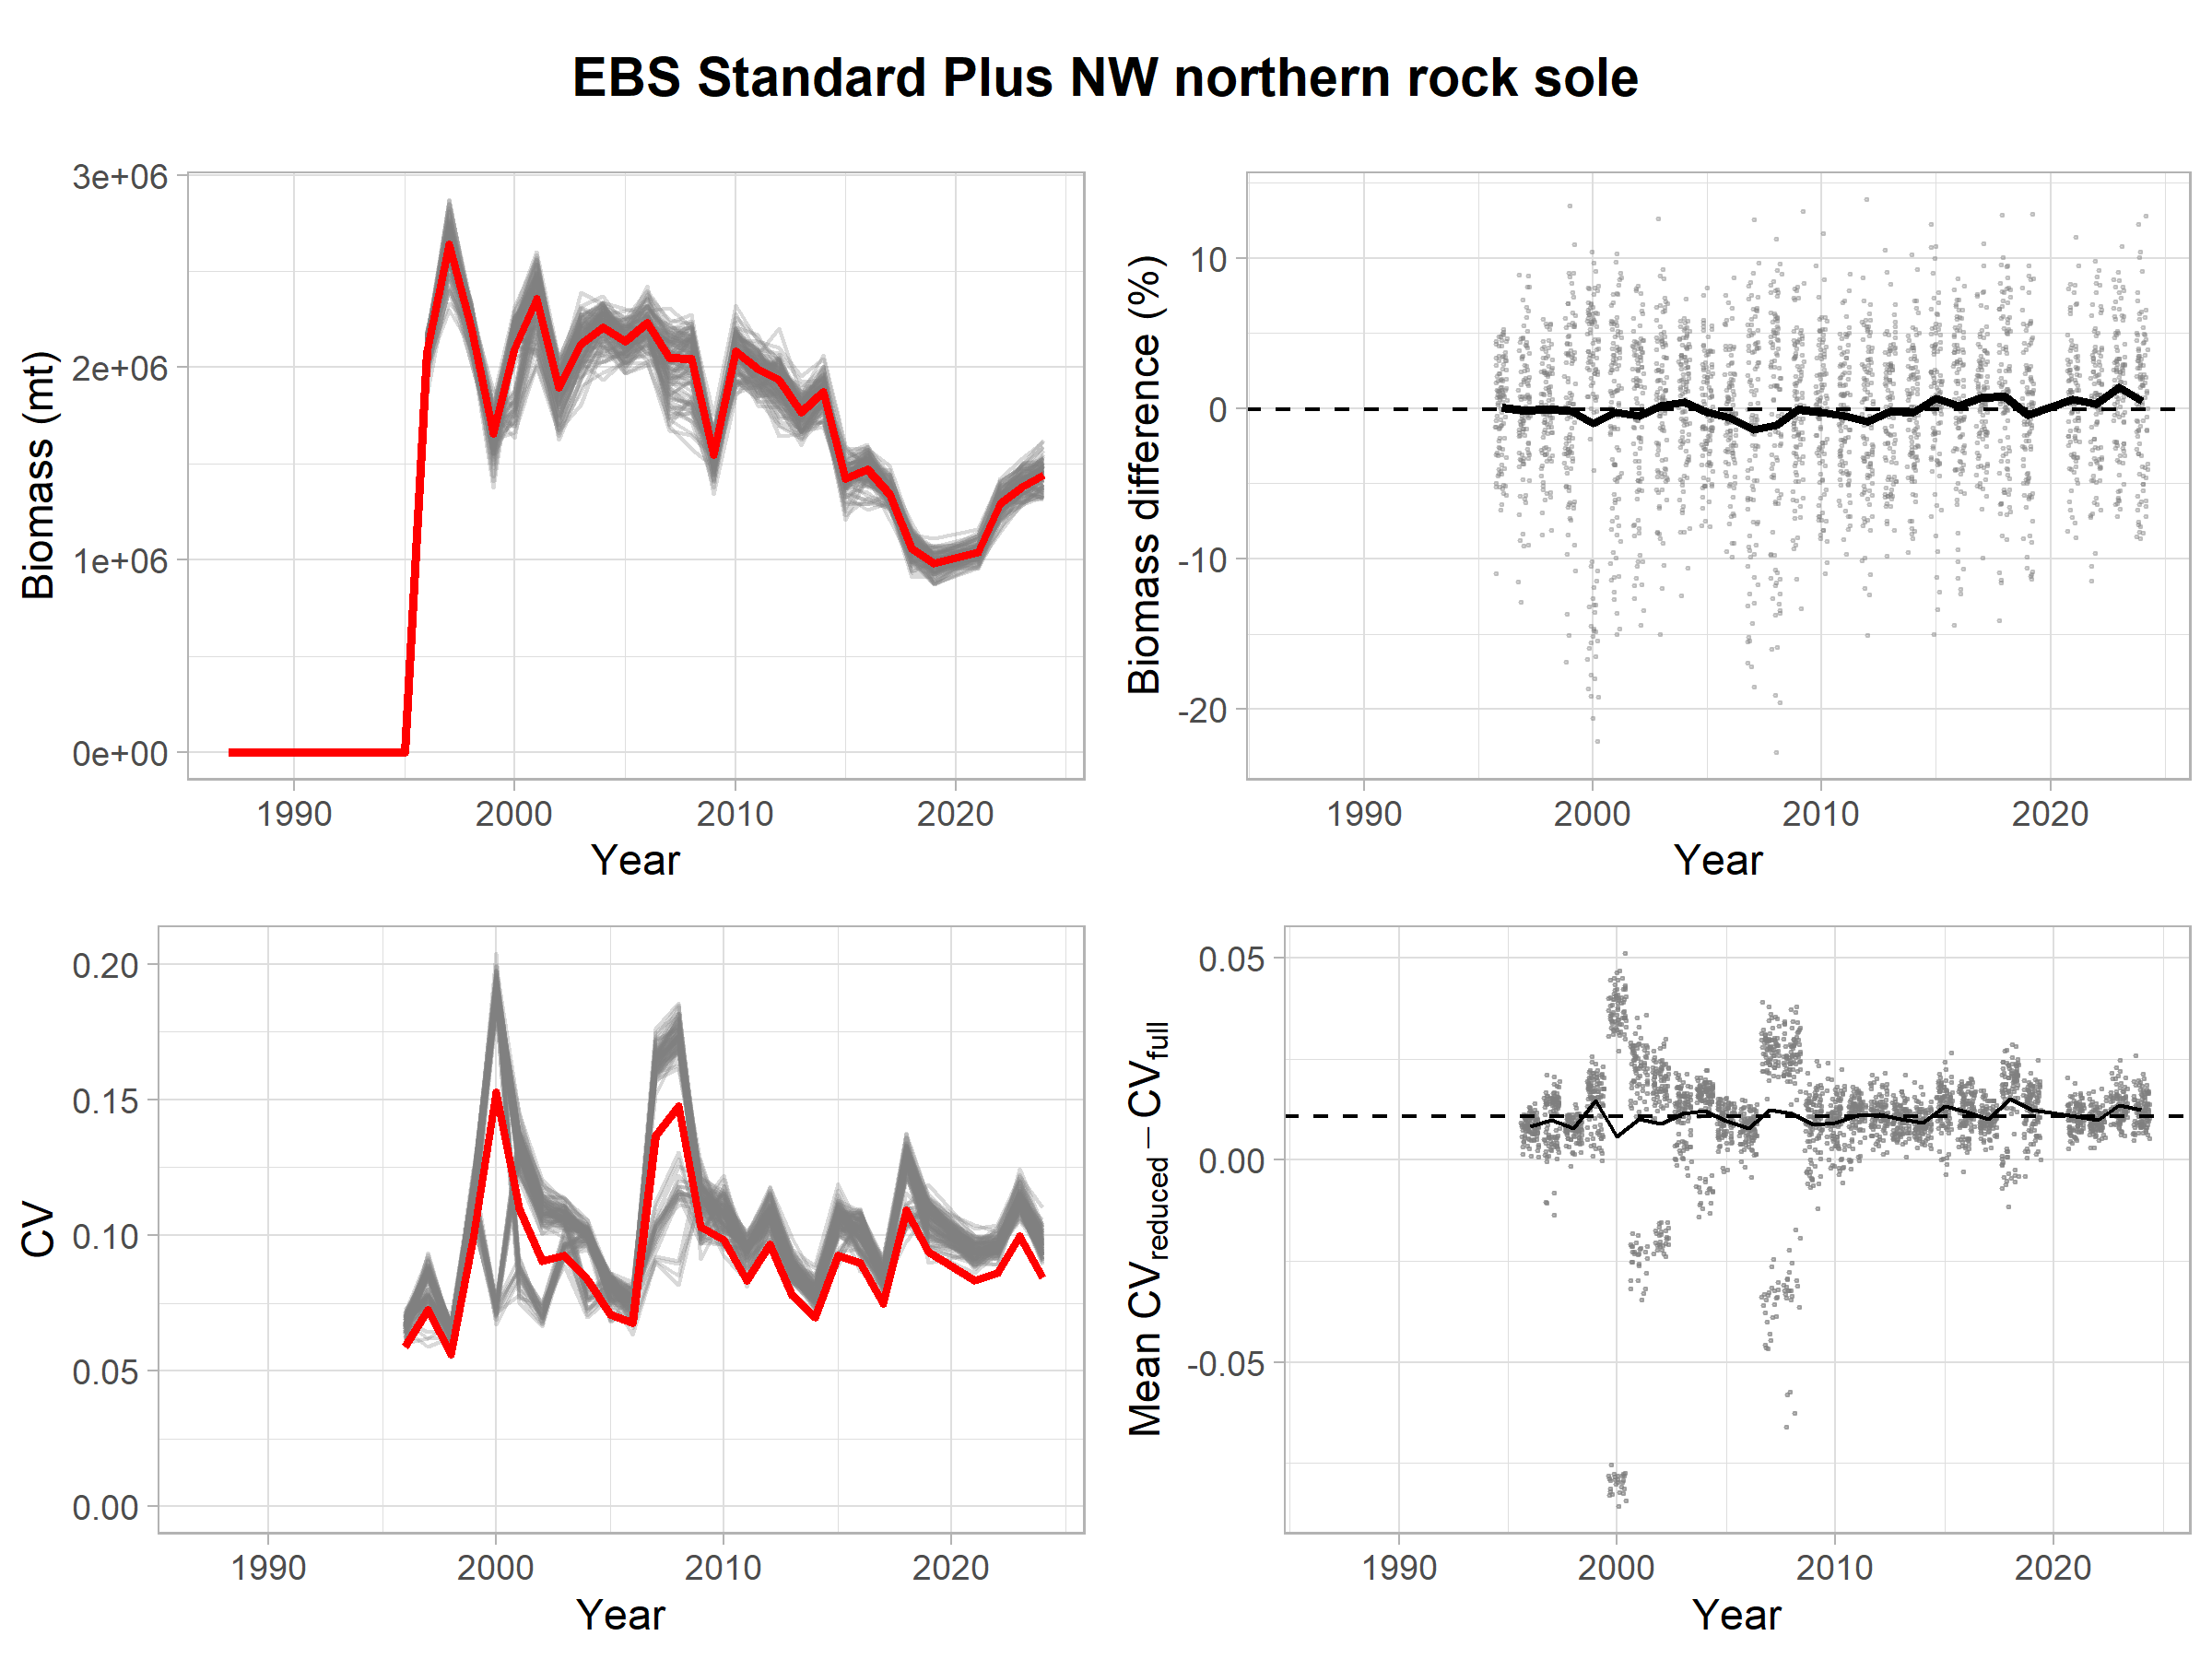 EBS Standard Plus NW northern rock sole
Biomass (mt)
3e+06
2e+06
1e+06
0e+00
1990 2000 2010 2020
Year
Biomass difference (%)
10
0
-10
-20
1990 2000 2010 2020
Year
CV
0.20
0.15
0.10
0.05
0.00
1990 2000 2010 2020
Year
Mean CVreduced − CVfull
0.05
0.00
-0.05
1990 2000 2010 2020
Year